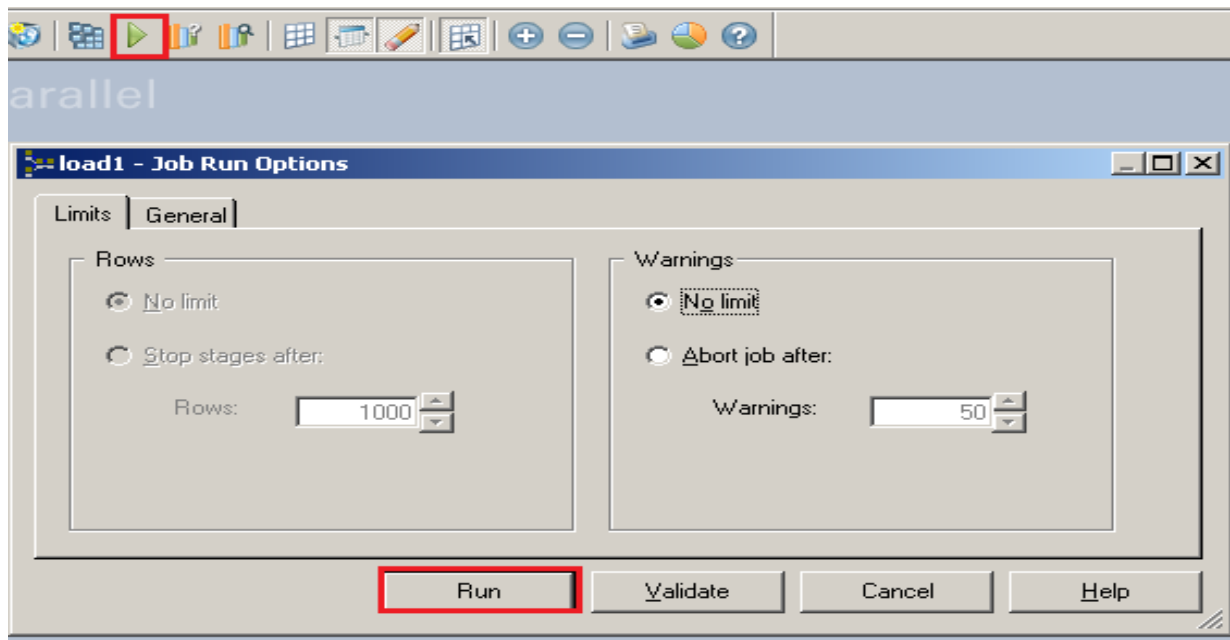 arallel
load1 - Job Run Options
Limits General
Rows Warnings
No limit No limit
Stop stages after: Abort job after:
Rows: 1000 Warnings: 50
Run Validate Cancel Help